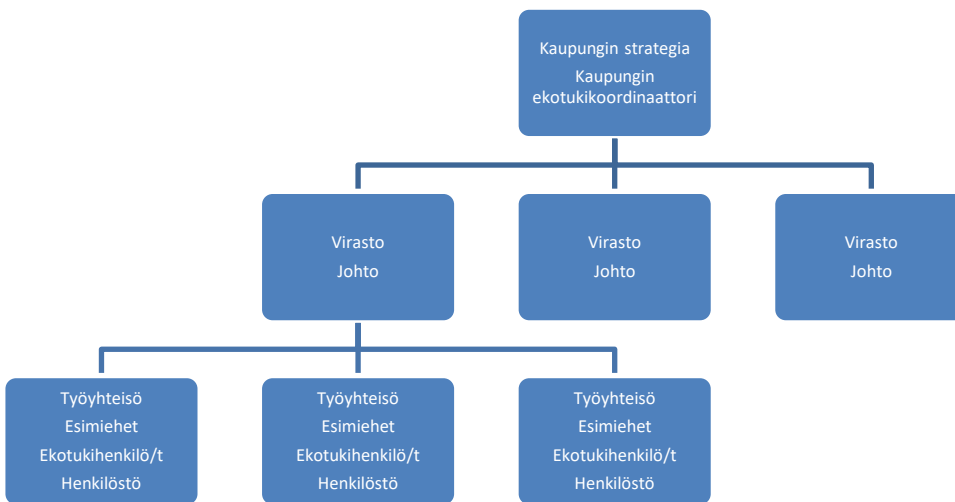 Kaupungin strategia
Kaupungin
ekotukikoordinaattori
Virasto
Johto
Virasto
Johto
Virasto
Johto
Työyhteisö
Esimiehet
Ekotukihenkilö/t
Henkilöstö
Työyhteisö
Esimiehet
Ekotukihenkilö/t
Henkilöstö
Työyhteisö
Esimiehet
Ekotukihenkilö/t
Henkilöstö